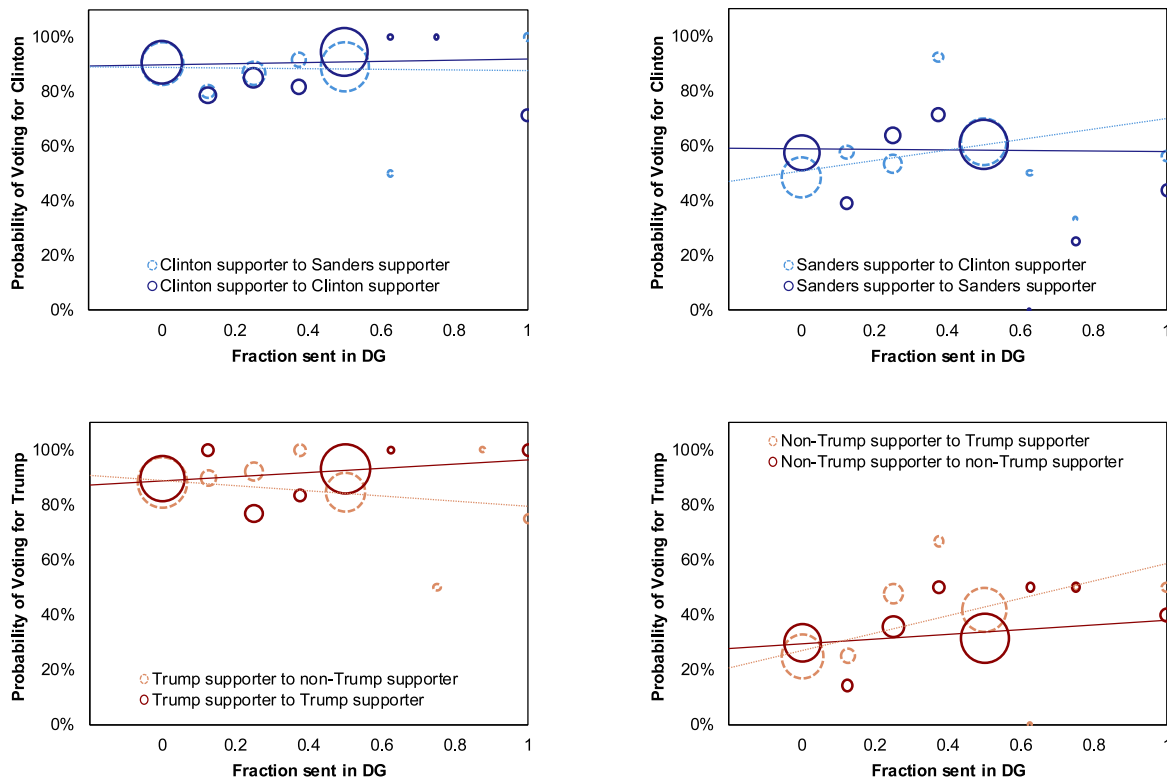 Probability of Voting for Clinton
100%
80%
60%
40%
20%
0%
Clinton supporter to Sanders supporter
Clinton supporter to Clinton supporter
0 0.2 0.4 0.6 0.8 1
Fraction sent in DG
Probability of Voting for Clinton
100%
80%
60%
40%
20%
0%
Sanders supporter to Clinton supporter
Sanders supporter to Sanders supporter
0 0.2 0.4 0.6 0.8 1
Fraction sent in DG
Probability of Voting for Trump
100%
80%
60%
40%
20%
0%
Trump supporter to non-Trump supporter
Trump supporter to Trump supporter
0 0.2 0.4 0.6 0.8 1
Fraction sent in DG
Probability of Voting for Trump
100%
80%
60%
40%
20%
0%
Non-Trump supporter to Trump supporter
Non-Trump supporter to non-Trump supporter
0 0.2 0.4 0.6 0.8 1
Fraction sent in DG